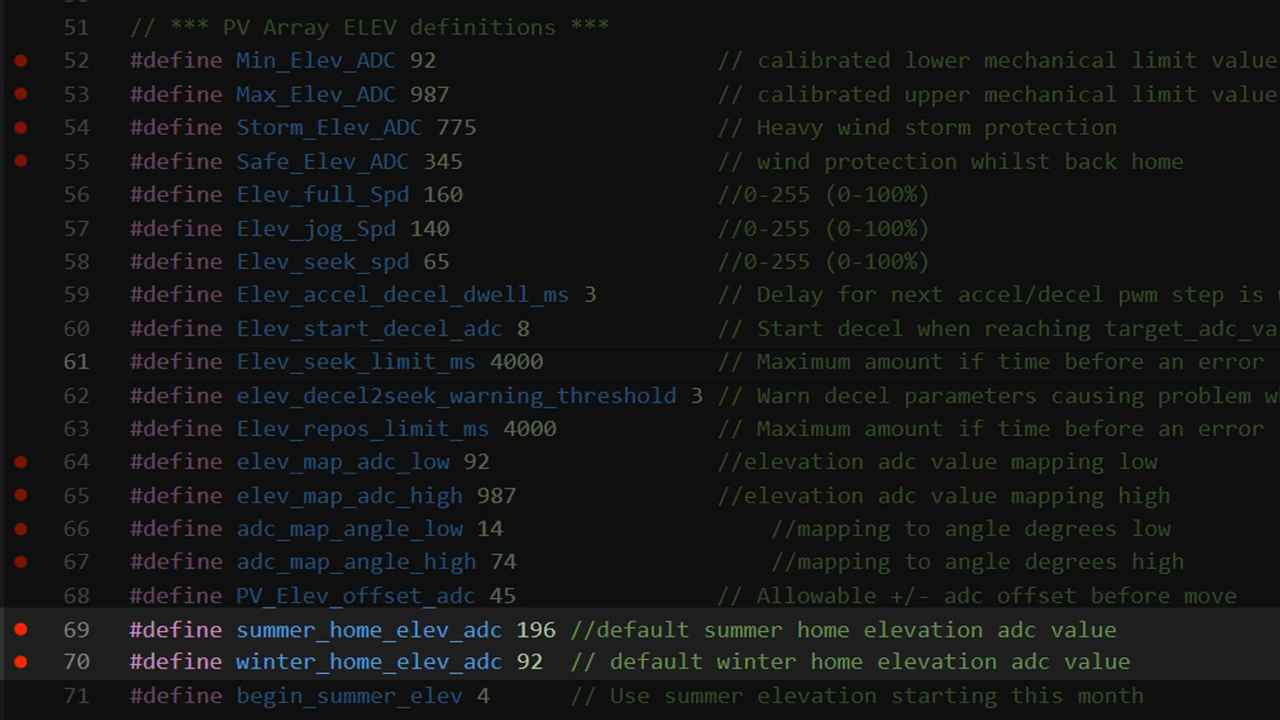 51 // *** PV Array ELEV definitions ***
52 #define Min_Elev_ADC 92 // calibrated lower mechanical limit value
53 #define Max_Elev_ADC 987 // calibrated upper mechanical limit value
54 #define Storm_Elev_ADC 775 // Heavy wind storm protection
55 #define Safe_Elev_ADC 345 // wind protection whilst back home
56 #define Elev_full_Spd 160 //0-255 (0-100%)
57 #define Elev_jog_Spd 140 //0-255 (0-100%)
58 #define Elev_seek_spd 65 //0-255 (0-100%)
59 #define Elev_accel_decel_dwell_ms 3 // Delay for next accel/decel pwm step is
60 #define Elev_start_decel_adc 8 // Start decel when reaching target_adc_va
61 #define Elev_seek_limit_ms 4000 // Maximum amount if time before an error
62 #define elev_decel2seek_warning_threshold 3 // Warn decel parameters causing problem
63 #define Elev_repos_limit_ms 4000 // Maximum amount if time before an error
64 #define elev_map_adc_low 92 //elevation adc value mapping low
65 #define elev_map_adc_high 987 //elevation adc value mapping high
66 #define adc_map_angle_low 14 //mapping to angle degrees low
67 #define adc_map_angle_high 74 //mapping to angle degrees high
68 #define PV_Elev_offset_adc 45 // Allowable +/- adc offset before move
69 #define summer_home_elev_adc 196 //default summer home elevation adc value
70 #define winter_home_elev_adc 92 // default winter home elevation adc value
71 #define begin_summer_elev 4 // Use summer elevation starting this month